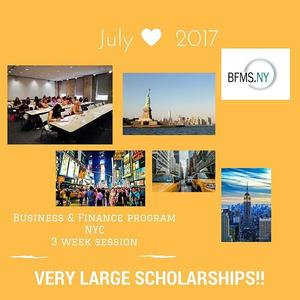 July 2017
BFMS.NY
Business & Finance program
NYC
3 week session
VERY LARGE SCHOLARSHIPS!!